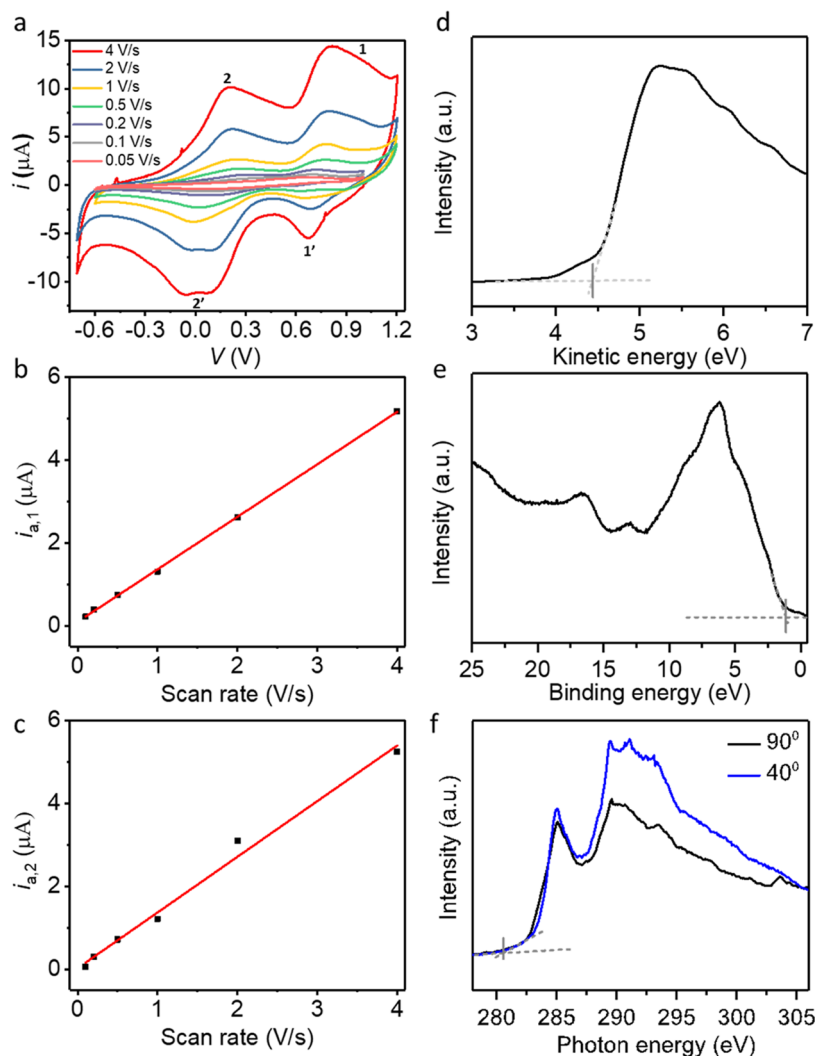 a
4 V/s
2 V/s
1 V/s
0.5 V/s
0.2 V/s
0.1 V/s
0.05 V/s
1
2
1'
2'
15
10
5
0
-5
-10
i (μA)
-0.6 -0.3 0.0 0.3 0.6 0.9 1.2
V (V)
b
6
4
2
0
i a,1 (μA)
0 1 2 3 4
Scan rate (V/s)
c
6
4
2
0
i a,2 (μA)
0 1 2 3 4
Scan rate (V/s)
d
Intensity (a.u.)
3 4 5 6 7
Kinetic energy (eV)
e
Intensity (a.u.)
25 20 15 10 5 0
Binding energy (eV)
f
90⁰
40⁰
Intensity (a.u.)
280 285 290 295 300 305
Photon energy (eV)